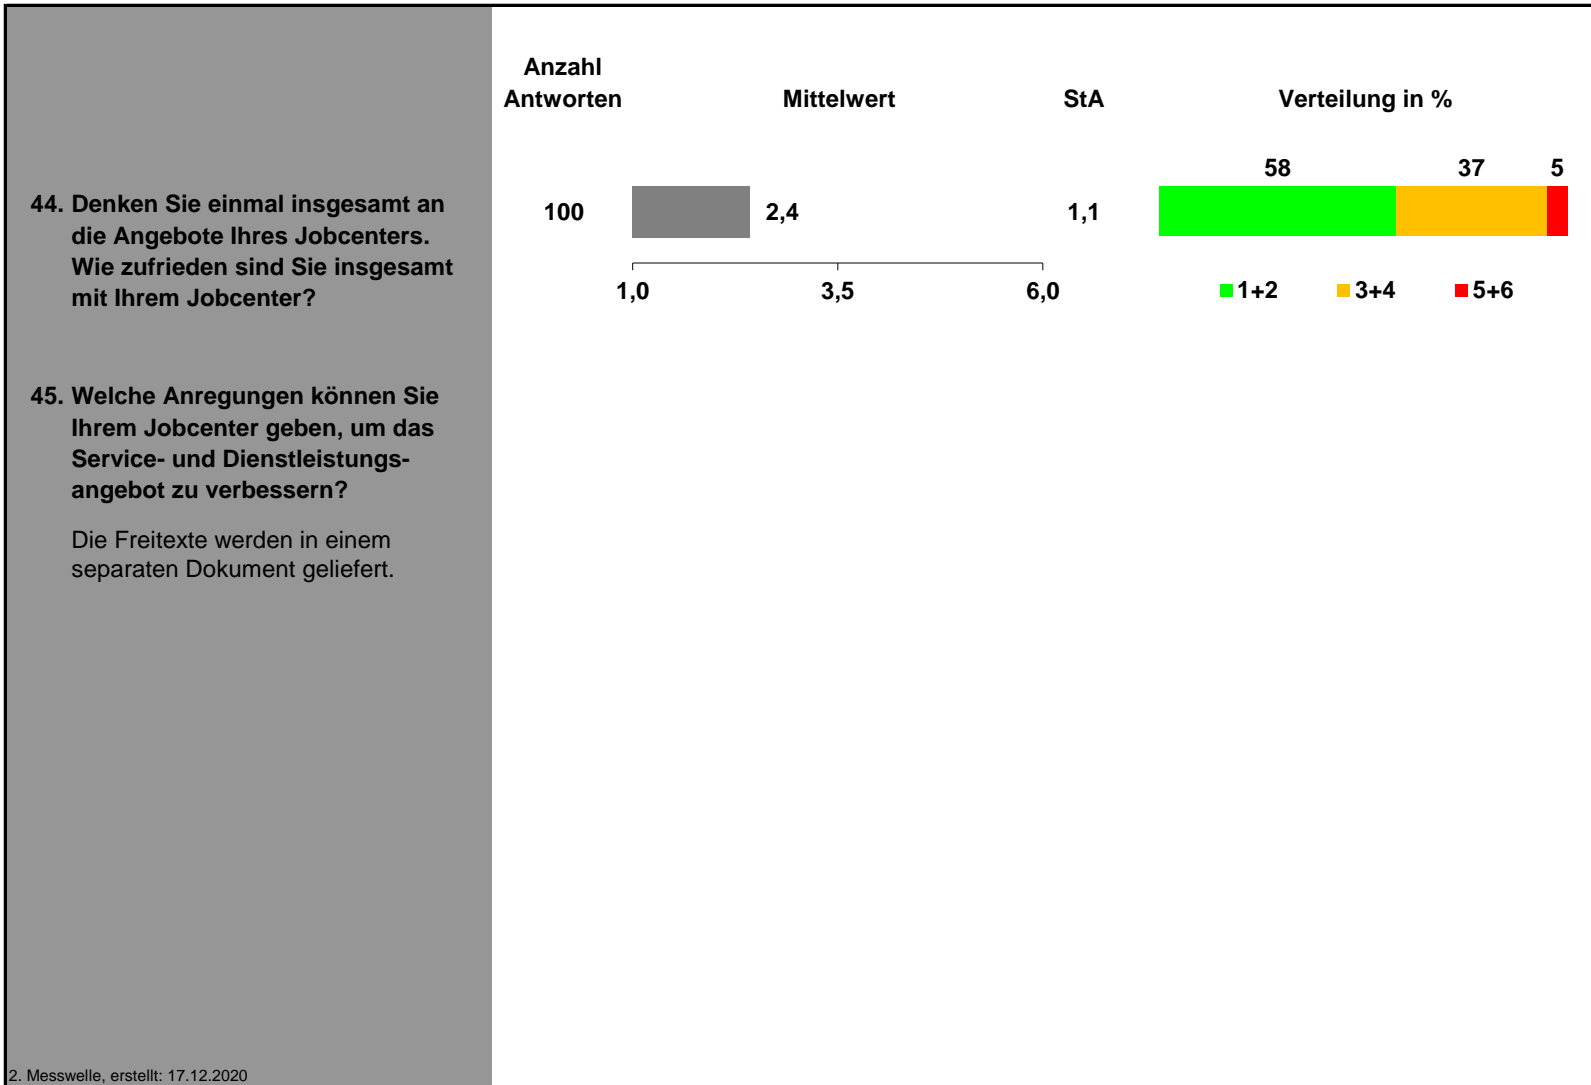 Anzahl
Antworten Mittelwert StA Verteilung in %
58 37 5
44. Denken Sie einmal insgesamt an
die Angebote Ihres Jobcenters.
Wie zufrieden sind Sie insgesamt
mit Ihrem Jobcenter?
100 2,4 1,1
1,0 3,5 6,0 1+2 3+4 5+6
45. Welche Anregungen können Sie
Ihrem Jobcenter geben, um das
Service- und Dienstleistungs-
angebot zu verbessern?
Die Freitexte werden in einem
separaten Dokument geliefert.
2. Messwelle, erstellt: 17.12.2020